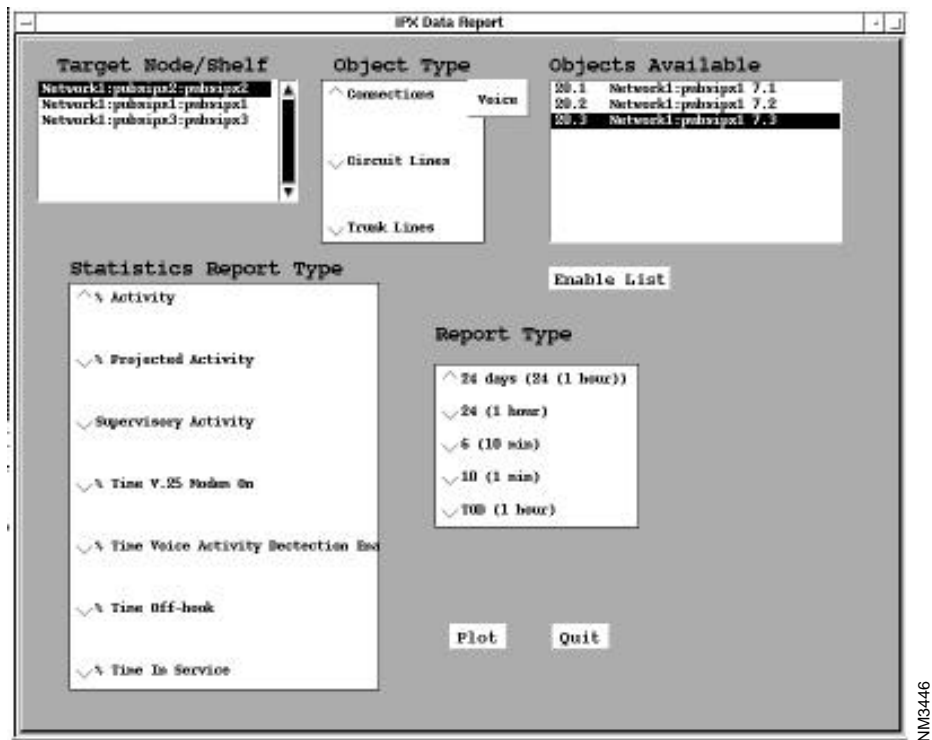 IPX Data Report
Target Node/Shelf
Network1:pubsipx2:pubsipx2
Network1:pubsipx1:pubsipx1
Network1:pubsipx3:pubsipx3
Object Type
Connections
Voice
Circuit Lines
Trunk Lines
Objects Available
20.1 Network1:pubsipx1 7.1
20.2 Network1:pubsipx1 7.2
20.3 Network1:pubsipx1 7.3
Enable List
Statistics Report Type
% Activity
% Projected Activity
Supervisory Activity
% Time V.25 Modem On
% Time Voice Activity Dectection Ena
% Time Off-hook
% Time In Service
Report Type
24 days (24 (1 hour))
24 (1 hour)
6 (10 min)
10 (1 min)
TOD (1 hour)
Plot
Quit
NM3446